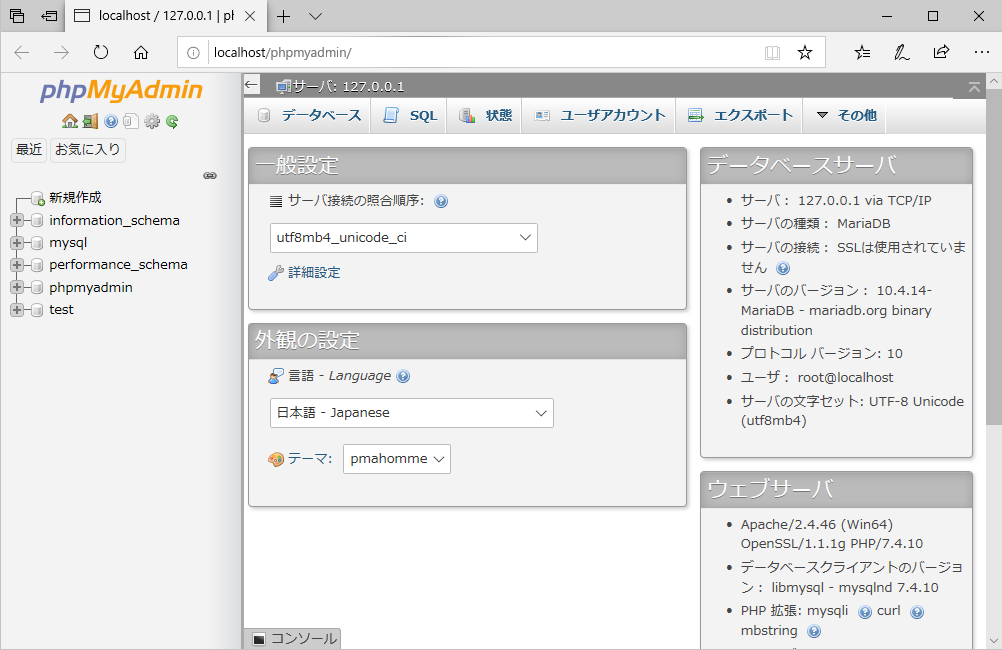 localhost / 127.0.0.1 | ph
localhost/phpmyadmin/
phpMyAdmin
最近 お気に入り
新規作成
information_schema
mysql
performance_schema
phpmyadmin
test
サーバ: 127.0.0.1
データベース SQL 状態 ユーザアカウント エクスポート その他
一般設定
サーバ接続の照合順序:
utf8mb4_unicode_ci
詳細設定
外観の設定
言語 - Language
日本語 - Japanese
テーマ: pmahomme
データベースサーバ
• サーバ： 127.0.0.1 via TCP/IP
• サーバの種類： MariaDB
• サーバの接続： SSLは使用されていま
せん
• サーバのバージョン： 10.4.14-
MariaDB - mariadb.org binary
distribution
• プロトコル バージョン: 10
• ユーザ： root@localhost
• サーバの文字セット: UTF-8 Unicode
(utf8mb4)
ウェブサーバ
• Apache/2.4.46 (Win64)
OpenSSL/1.1.1g PHP/7.4.10
• データベースクライアントのバージョ
ン： libmysql - mysqlnd 7.4.10
• PHP 拡張: mysqli curl
mbstring
コンソール